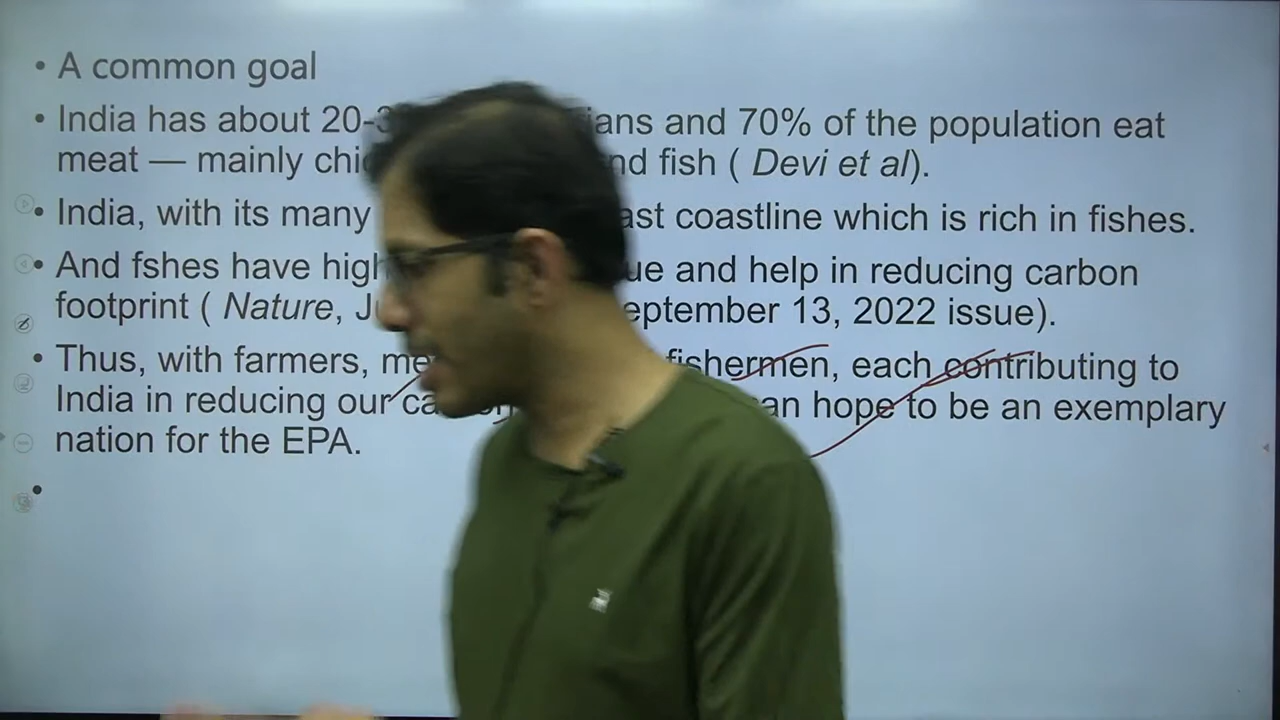 • A common goal
• India has about 20-3 ians and 70% of the population eat
meat — mainly chi nd fish ( Devi et al).
• India, with its many ast coastline which is rich in fishes.
• And fshes have high ue and help in reducing carbon
footprint ( Nature, eptember 13, 2022 issue).
• Thus, with farmers, me fishermen, each contributing to
India in reducing our ca an hope to be an exemplary
nation for the EPA.
•